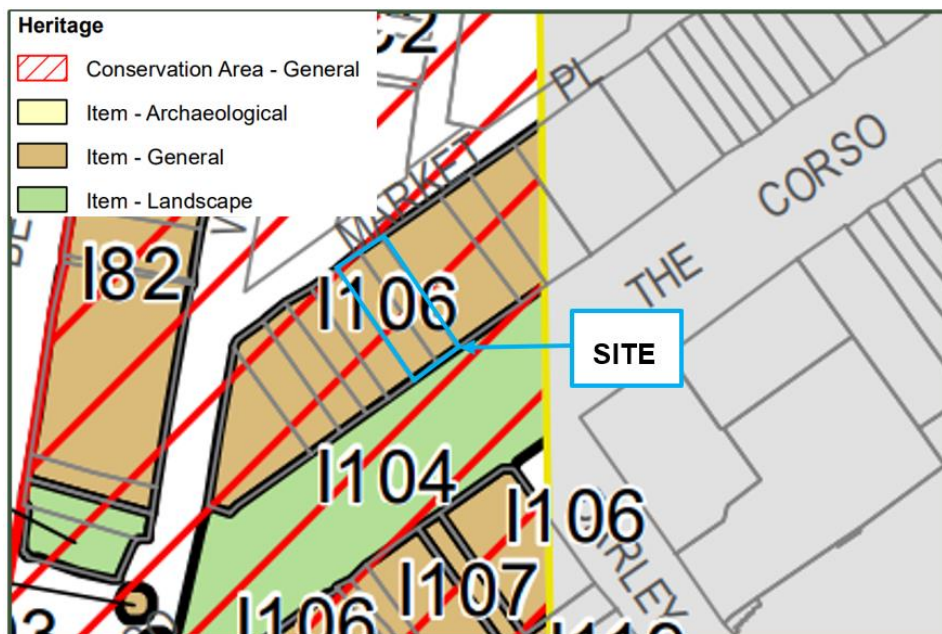 Heritage
Conservation Area - General
Item - Archaeological
Item - General
Item - Landscape
MARKET PL
THE CORSO
I82
I106
SITE
I104
I106
I107
I106